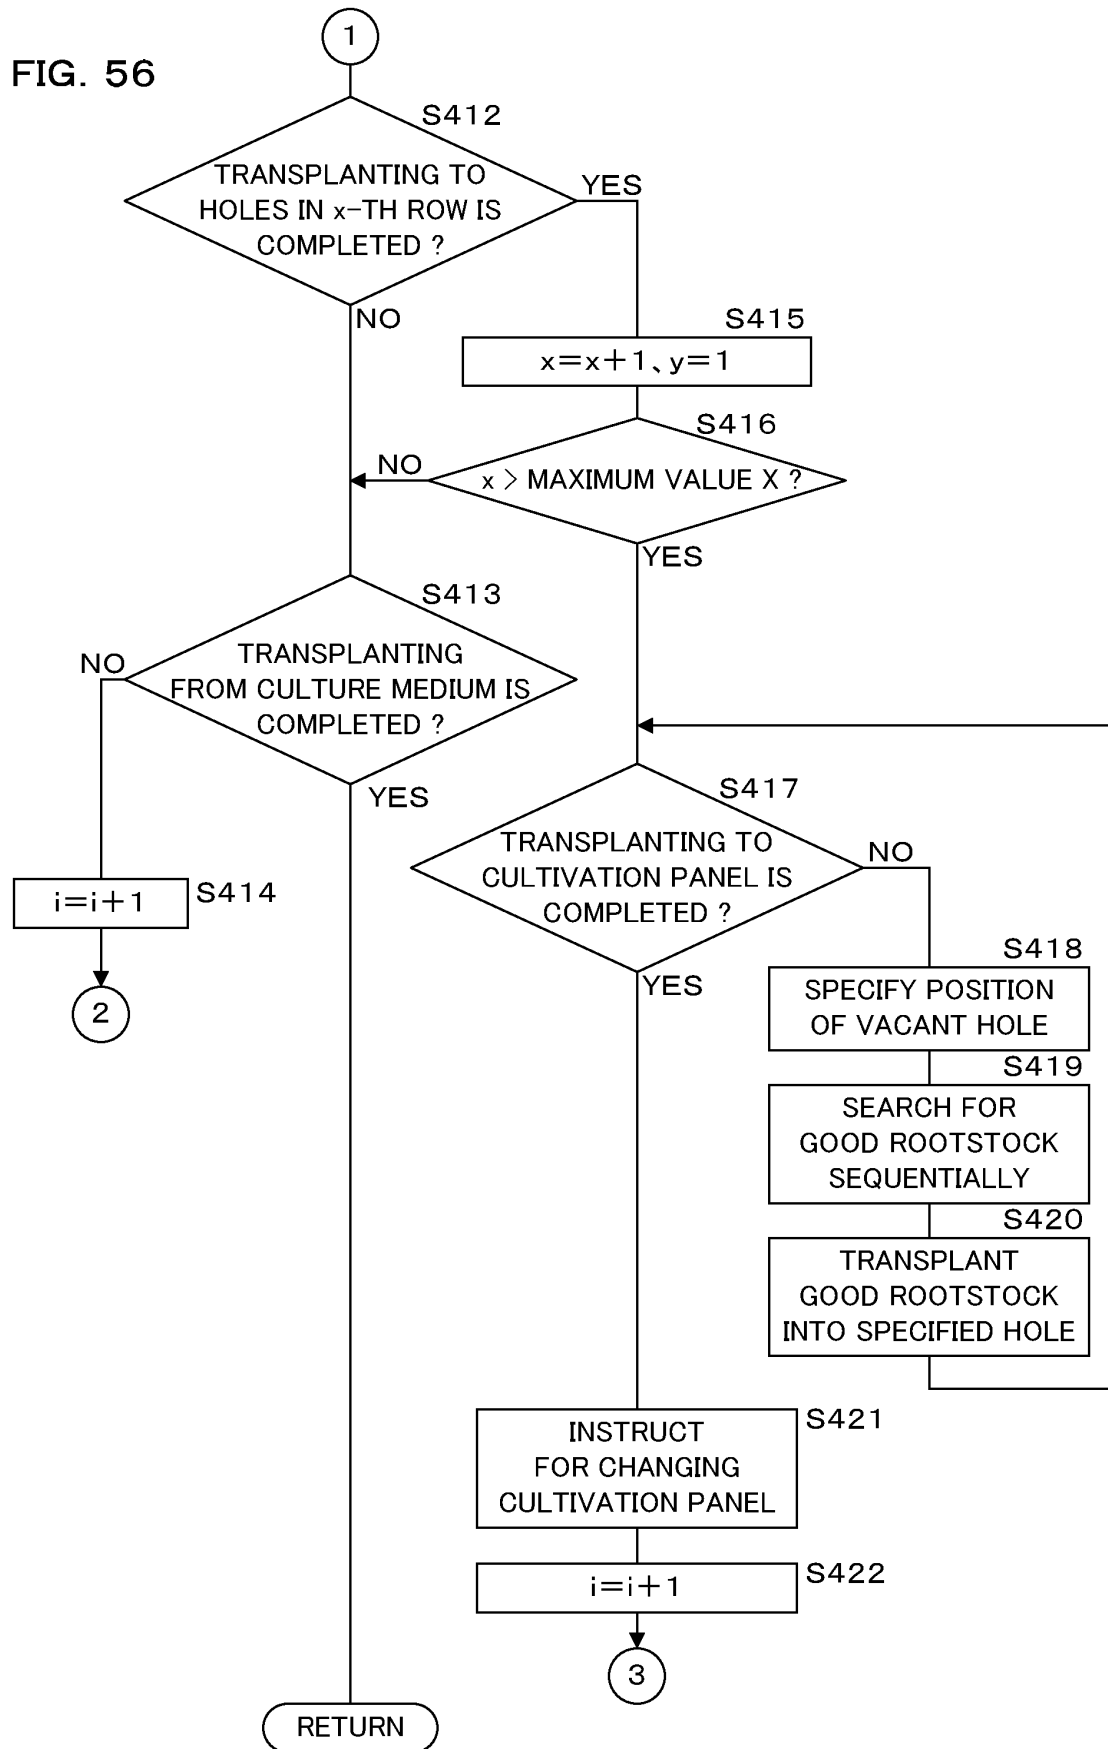 1
FIG. 56
S412
TRANSPLANTING TO
HOLES IN x-TH ROW IS
COMPLETED ?
YES
NO
S415
x=x+1、y=1
S416
x > MAXIMUM VALUE X ?
NO
YES
S413
TRANSPLANTING
FROM CULTURE MEDIUM IS
COMPLETED ?
NO
YES
S414
i=i+1
2
S417
TRANSPLANTING TO
CULTIVATION PANEL IS
COMPLETED ?
NO
YES
S418
SPECIFY POSITION
OF VACANT HOLE
S419
SEARCH FOR
GOOD ROOTSTOCK
SEQUENTIALLY
S420
TRANSPLANT
GOOD ROOTSTOCK
INTO SPECIFIED HOLE
S421
INSTRUCT
FOR CHANGING
CULTIVATION PANEL
S422
i=i+1
3
RETURN